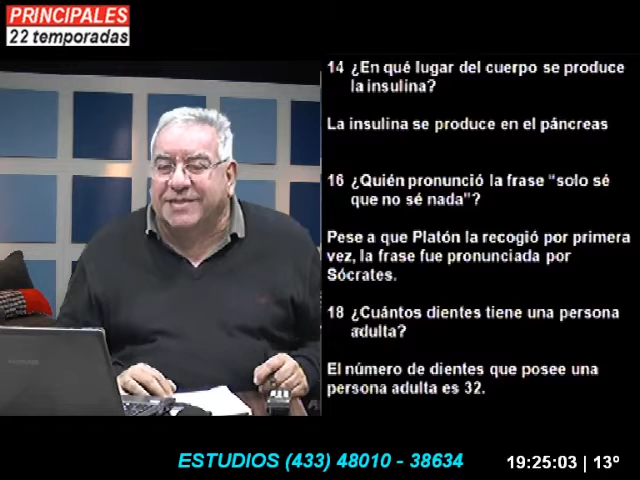 PRINCIPALES
22 temporadas
14 ¿En qué lugar del cuerpo se produce
la insulina?
La insulina se produce en el páncreas
16 ¿Quién pronunció la frase "solo sé
que no sé nada"?
Pese a que Platón la recogió por primera
vez, la frase fue pronunciada por
Sócrates.
18 ¿Cuántos dientes tiene una persona
adulta?
El número de dientes que posee una
persona adulta es 32.
ESTUDIOS (433) 48010 - 38634
19:25:03 | 13º